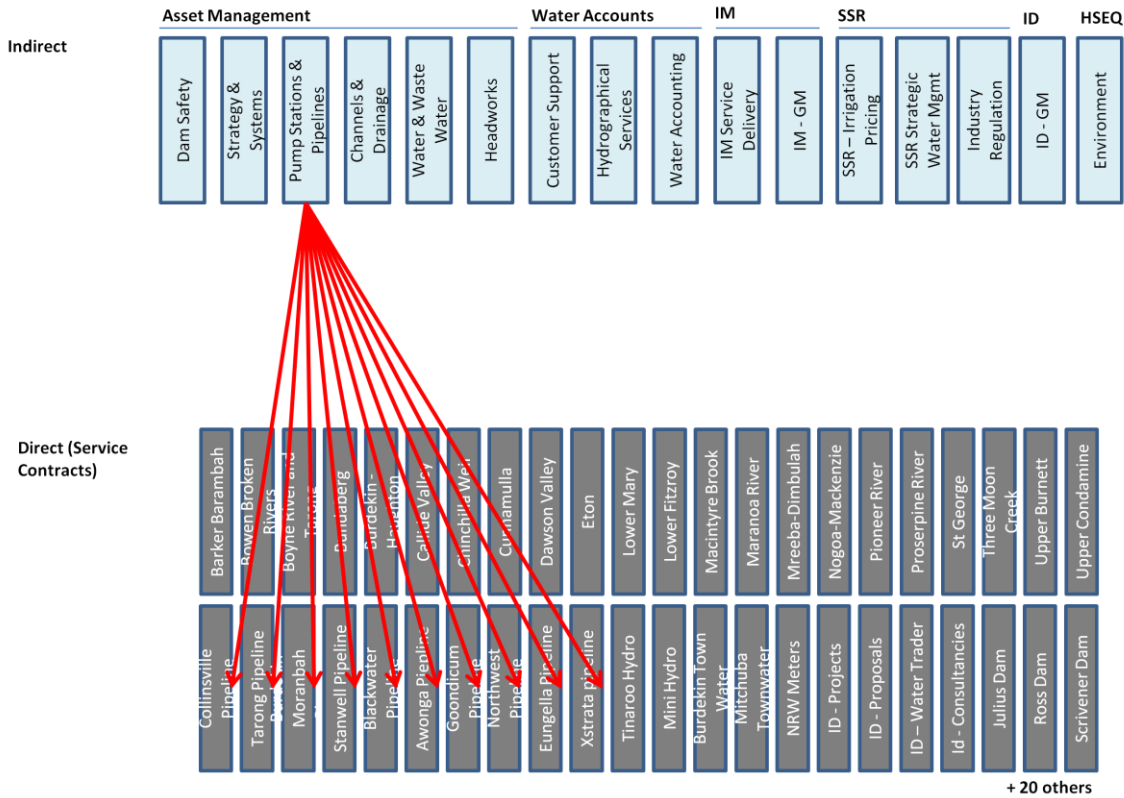 Asset Management
Water Accounts
IM
SSR
ID
HSEQ
Indirect
Dam Safety
Strategy &
Systems
Pump Stations &
Pipelines
Channels &
Drainage
Water & Waste
Water
Headworks
Customer Support
Hydrographical
Services
Water Accounting
IM Service
Delivery
IM - GM
SSR – Irrigation
Pricing
SSR Strategic
Water Mgmt
Industry
Regulation
ID - GM
Environment
Direct (Service
Contracts)
Barker Barambah
Bowen Broken
Rivers
Boyne River and
Tarong
Bundaberg
Burdekin -
Haughton
Callide Valley
Chinchilla Weir
Cunnamulla
Dawson Valley
Eton
Lower Mary
Lower Fitzroy
Macintyre Brook
Maranoa River
Mreeba-Dimbulah
Nogoa-Mackenzie
Pioneer River
Proserpine River
St George
Three Moon
Creek
Upper Burnett
Upper Condamine
Collinsville
Pipeline
Tarong Pipeline
Moranbah
Stanwell Pipeline
Blackwater
Pipeline
Awonga Pienline
Goondicum
Pipeline
Northwest
Pipeline
Eungella Pipeline
Xstrata pipeline
Tinaroo Hydro
Mini Hydro
Burdekin Town
Water
Mitchuba
Townwater
NRW Meters
ID - Projects
ID - Proposals
ID – Water Trader
Id - Consultancies
Julius Dam
Ross Dam
Scrivener Dam
+ 20 others